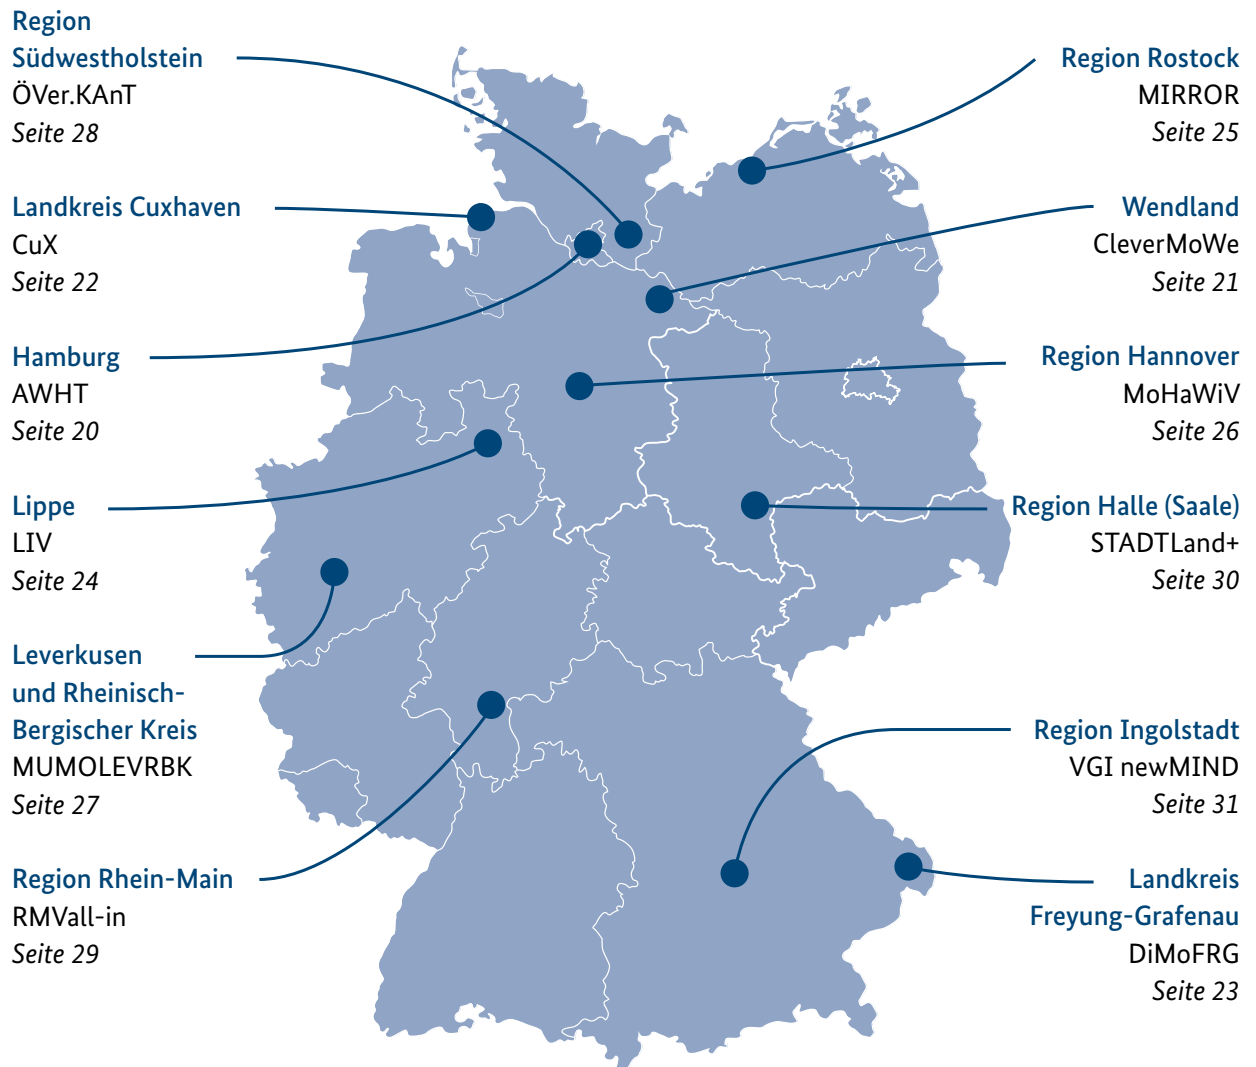 Region
Südwestholstein
ÖVer.KAnT
Seite 28
Landkreis Cuxhaven
CuX
Seite 22
Hamburg
AWHT
Seite 20
Lippe
LIV
Seite 24
Leverkusen
und Rheinisch-
Bergischer Kreis
MUMOLEVRBK
Seite 27
Region Rhein-Main
RMVall-in
Seite 29
Region Rostock
MIRROR
Seite 25
Wendland
CleverMoWe
Seite 21
Region Hannover
MoHaWiV
Seite 26
Region Halle (Saale)
STADTLand+
Seite 30
Region Ingolstadt
VGI newMIND
Seite 31
Landkreis
Freyung-Grafenau
DiMoFRG
Seite 23